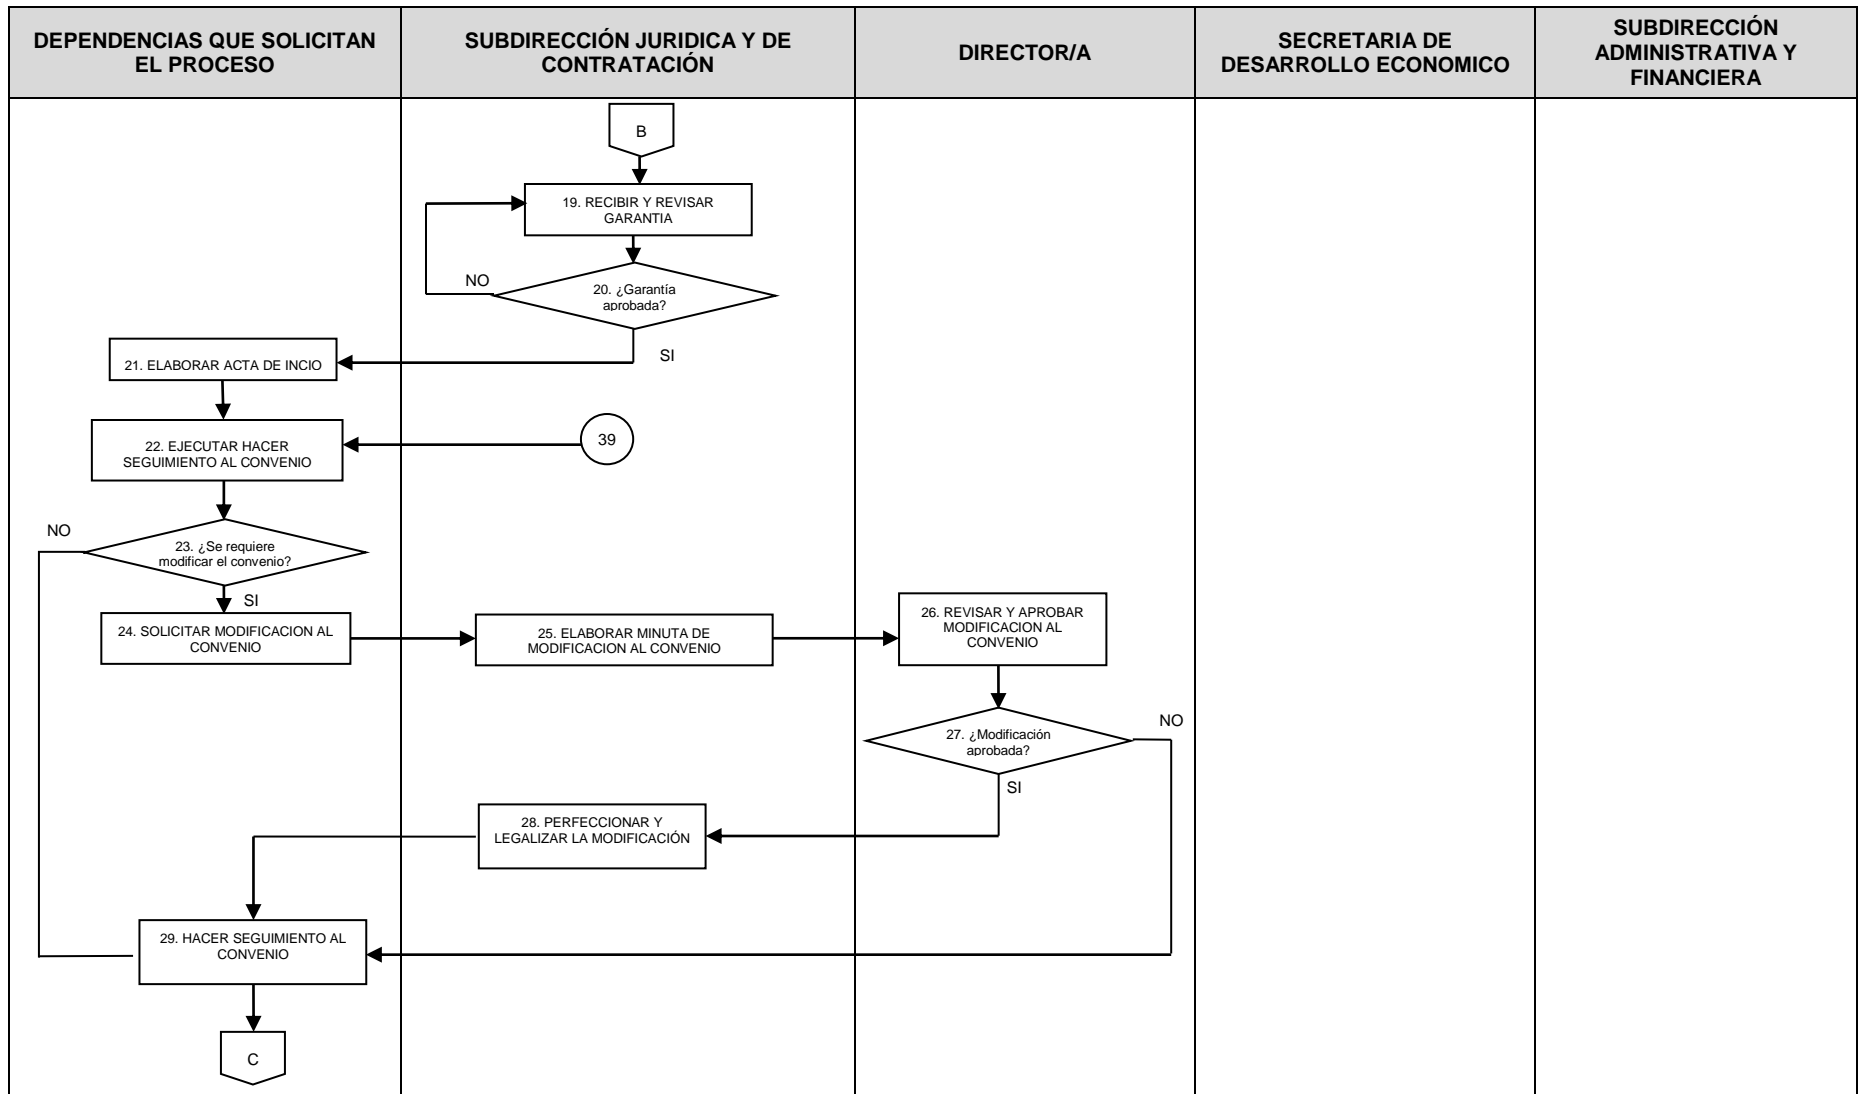 DEPENDENCIAS QUE SOLICITAN
EL PROCESO
SUBDIRECCIÓN JURIDICA Y DE
CONTRATACIÓN
DIRECTOR/A
SECRETARIA DE
DESARROLLO ECONOMICO
SUBDIRECCIÓN
ADMINISTRATIVA Y
FINANCIERA
B
19. RECIBIR Y REVISAR
GARANTIA
NO
20. ¿Garantía
aprobada?
SI
21. ELABORAR ACTA DE INCIO
22. EJECUTAR HACER
SEGUIMIENTO AL CONVENIO
39
NO
23. ¿Se requiere
modificar el convenio?
SI
24. SOLICITAR MODIFICACION AL
CONVENIO
25. ELABORAR MINUTA DE
MODIFICACION AL CONVENIO
26. REVISAR Y APROBAR
MODIFICACION AL
CONVENIO
27. ¿Modificación
aprobada?
NO
SI
28. PERFECCIONAR Y
LEGALIZAR LA MODIFICACIÓN
29. HACER SEGUIMIENTO AL
CONVENIO
C